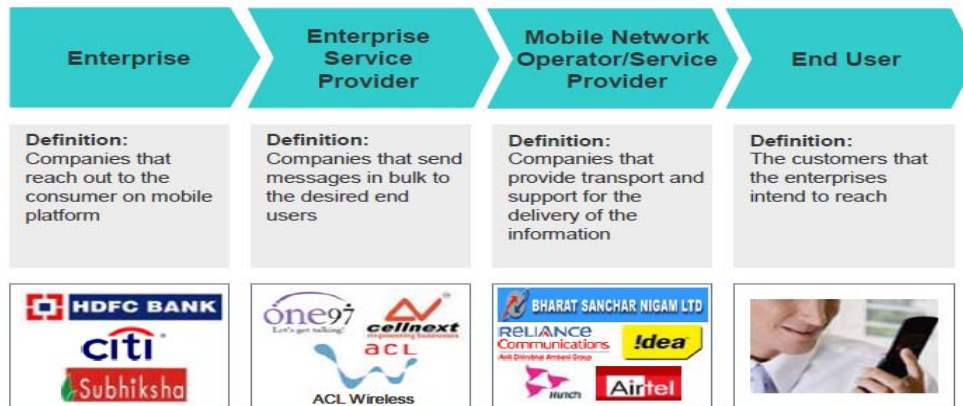 Enterprise
Enterprise
Service
Provider
Mobile Network
Operator/Service
Provider
End User
Definition:
Companies that
reach out to the
consumer on mobile
platform
Definition:
Companies that send
messages in bulk to
the desired end
users
Definition:
Companies that
provide transport and
support for the
delivery of the
information
Definition:
The customers that
the enterprises
intend to reach
HDFC BANK
citi
Subhiksha
one97
Let's get talking!
cellnext
empowering businesses
acl
ACL Wireless
BHARAT SANCHAR NIGAM LTD
RELIANCE
Communications
Anil Dhirubhai Ambani Group
!dea
HUTCH
Airtel